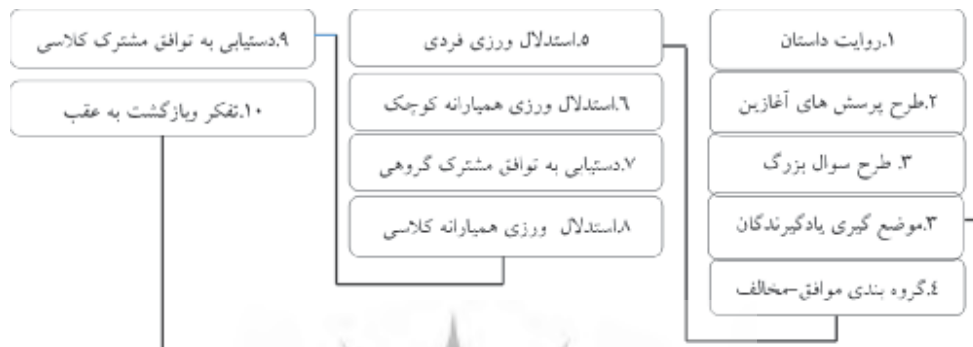 ۱.روایت داستان
۲.طرح پرسش های آغازین
۳. طرح سوال بزرگ
۳.موضع گیری یادگیرندگان
٤.گروه بندی موافق-مخالف
۵.استدلال ورزی فردی
٦.استدلال ورزی همیارانه کوچک
۷.دستیابی به توافق مشترک گروهی
۸.استدلال ورزی همیارانه کلاسی
۹.دستیابی به توافق مشترک کلاسی
۱۰.تفکر وبازگشت به عقب